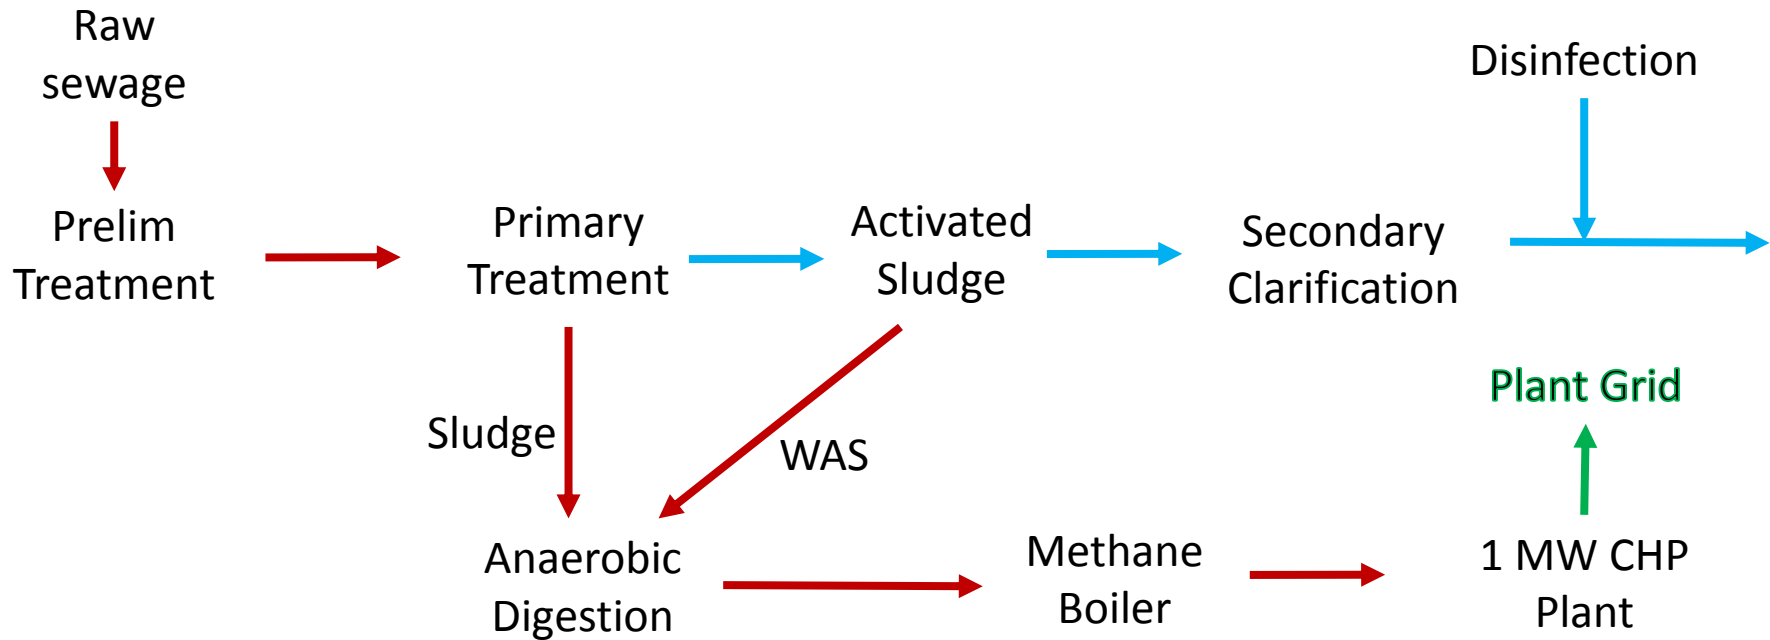 Raw
sewage
Disinfection
Prelim
Treatment
Primary
Treatment
Activated
Sludge
Secondary
Clarification
Plant Grid
Sludge
WAS
Anaerobic
Digestion
Methane
Boiler
1 MW CHP
Plant